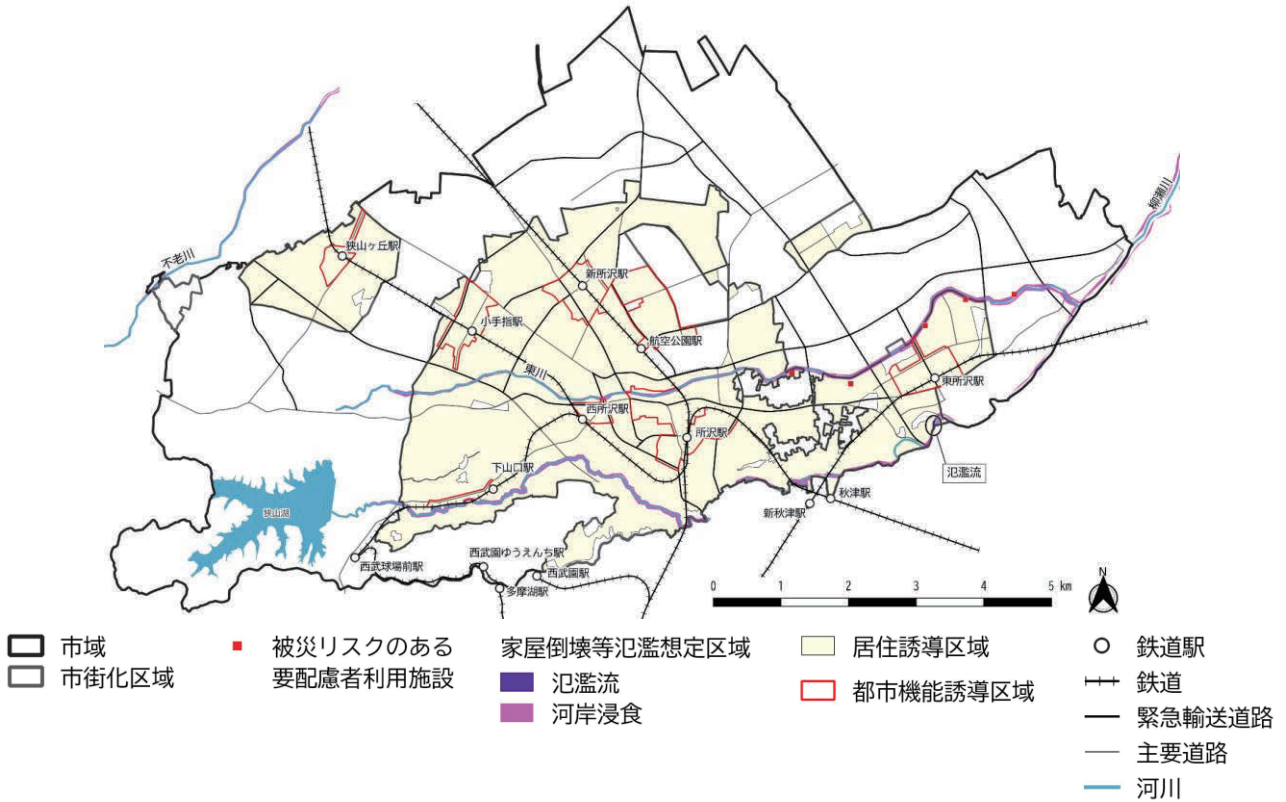 不老川
柳瀬川
狭山ヶ丘駅
新所沢駅
小手指駅
航空公園駅
東川
東所沢駅
西所沢駅
所沢駅
氾濫流
下山口駅
秋津駅
新秋津駅
狭山湖
西武球場前駅
西武園ゆうえんち駅
西武園駅
多摩湖駅
0 1 2 3 4 5 km
N
市域
市街化区域
被災リスクのある
要配慮者利用施設
家屋倒壊等氾濫想定区域
氾濫流
河岸浸食
居住誘導区域
都市機能誘導区域
鉄道駅
鉄道
緊急輸送道路
主要道路
河川